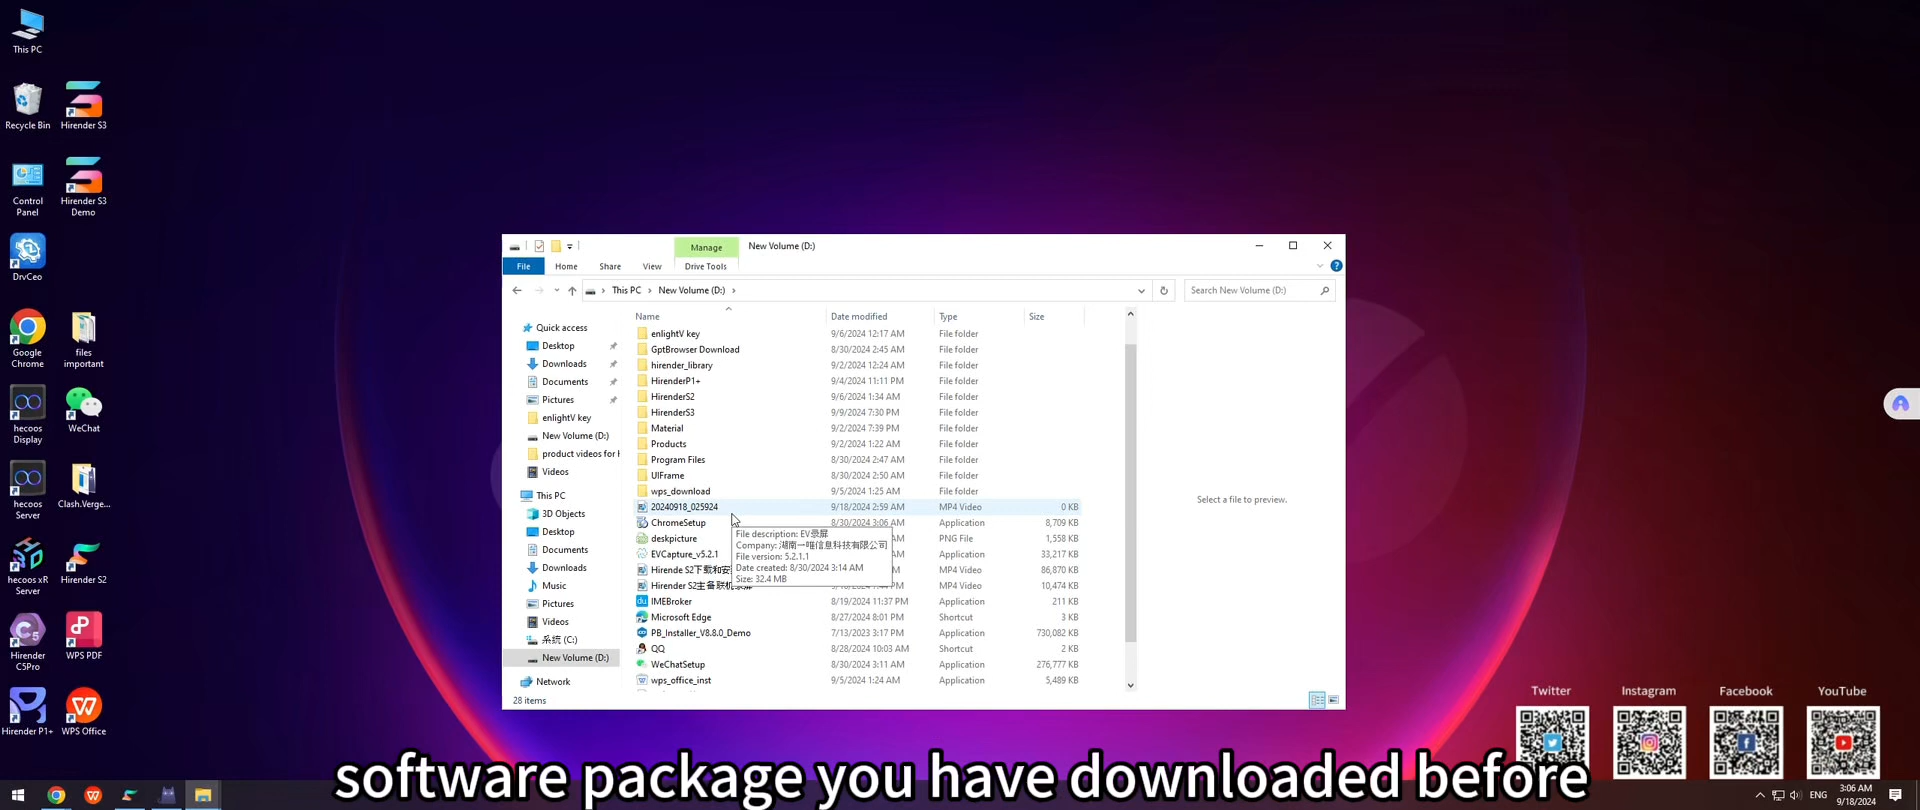 This PC
Recycle Bin
Hirender S3
Control
Panel
Hirender S3
Demo
DrvCeo
Google
Chrome
files
important
hecoos
Display
WeChat
hecoos
Server
Clash.Verge...
hecoos xR
Server
Hirender S2
Hirender
C5Pro
WPS PDF
Hirender P1+
WPS Office
Manage
New Volume (D:)
File
Home
Share
View
Drive Tools
This PC
New Volume (D:)
Search New Volume (D:)
Name
Date modified
Type
Size
Quick access
Desktop
Downloads
Documents
Pictures
enlightV key
New Volume (D:)
product videos for
Videos
This PC
3D Objects
Desktop
Documents
Downloads
Music
Pictures
Videos
系统 (C:)
New Volume (D:)
Network
enlightV key 9/6/2024 12:17 AM File folder
GptBrowser Download 8/30/2024 2:45 AM File folder
hirender_library 9/2/2024 12:24 AM File folder
HirenderP1+ 9/4/2024 11:11 PM File folder
HirenderS2 9/6/2024 1:34 AM File folder
HirenderS3 9/9/2024 7:30 PM File folder
Material 9/2/2024 7:39 PM File folder
Products 9/2/2024 1:22 AM File folder
Program Files 8/30/2024 2:47 AM File folder
UIFrame 8/30/2024 2:50 AM File folder
wps_download 9/5/2024 1:25 AM File folder
20240918_025924 9/18/2024 2:59 AM MP4 Video 0 KB
ChromeSetup 8/30/2024 3:06 AM Application 8,709 KB
deskpicture PNG File 1,558 KB
EVCapture_v5.2.1 Application 33,217 KB
Hirende S2下载和安 MP4 Video 86,870 KB
Hirender S2主备联机 MP4 Video 10,474 KB
IMEBroker 8/19/2024 11:37 PM Application 211 KB
Microsoft Edge 8/27/2024 8:01 PM Shortcut 3 KB
PB_Installer_V8.8.0_Demo 7/13/2023 3:17 PM Application 730,082 KB
QQ 8/28/2024 10:03 AM Shortcut 2 KB
WeChatSetup 8/30/2024 3:11 AM Application 276,777 KB
wps_office_inst 9/5/2024 1:24 AM Application 5,489 KB
File description: EV录屏
Company: 湖南一唯信息科技有限公司
File version: 5.2.1.1
Date created: 8/30/2024 3:14 AM
Size: 32.4 MB
Select a file to preview.
28 items
Twitter
Instagram
Facebook
YouTube
software package you have downloaded before
ENG
3:06 AM
9/18/2024